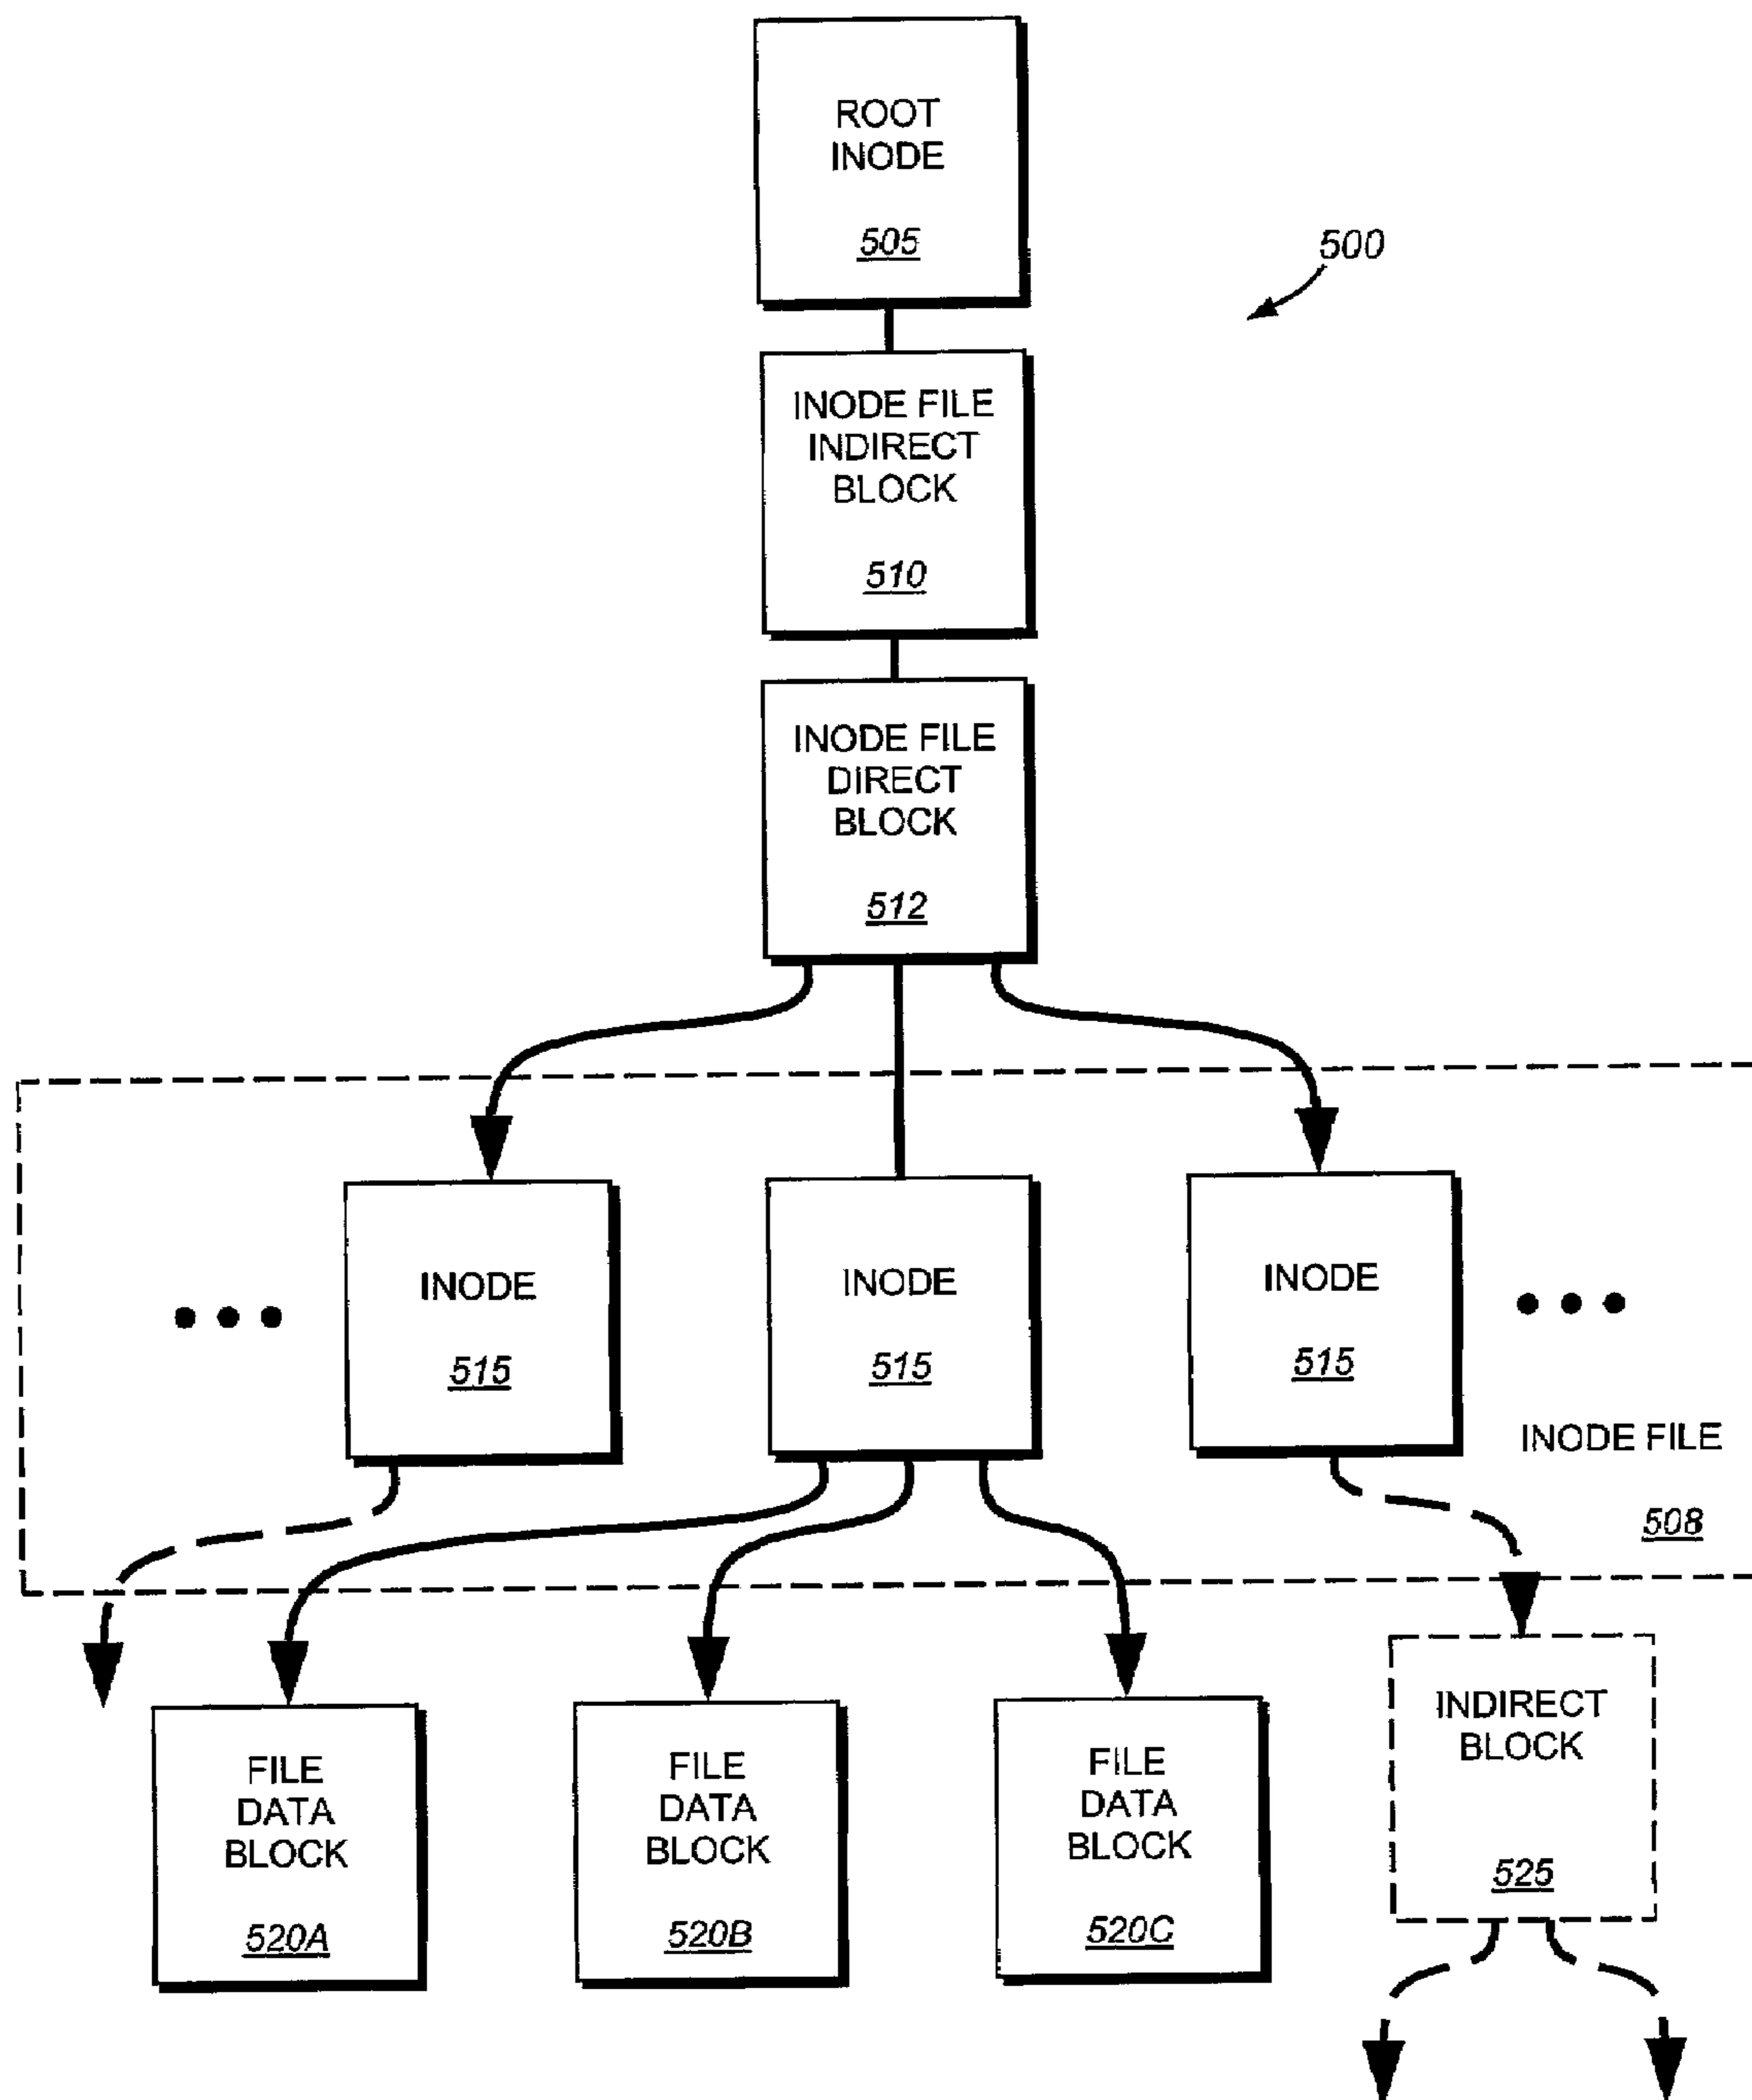 ROOT
INODE
505
500
INODE FILE
INDIRECT
BLOCK
510
INODE FILE
DIRECT
BLOCK
512
INODE
515
INODE
515
INODE
515
INODE FILE
508
FILE
DATA
BLOCK
520A
FILE
DATA
BLOCK
520B
FILE
DATA
BLOCK
520C
INDIRECT
BLOCK
525